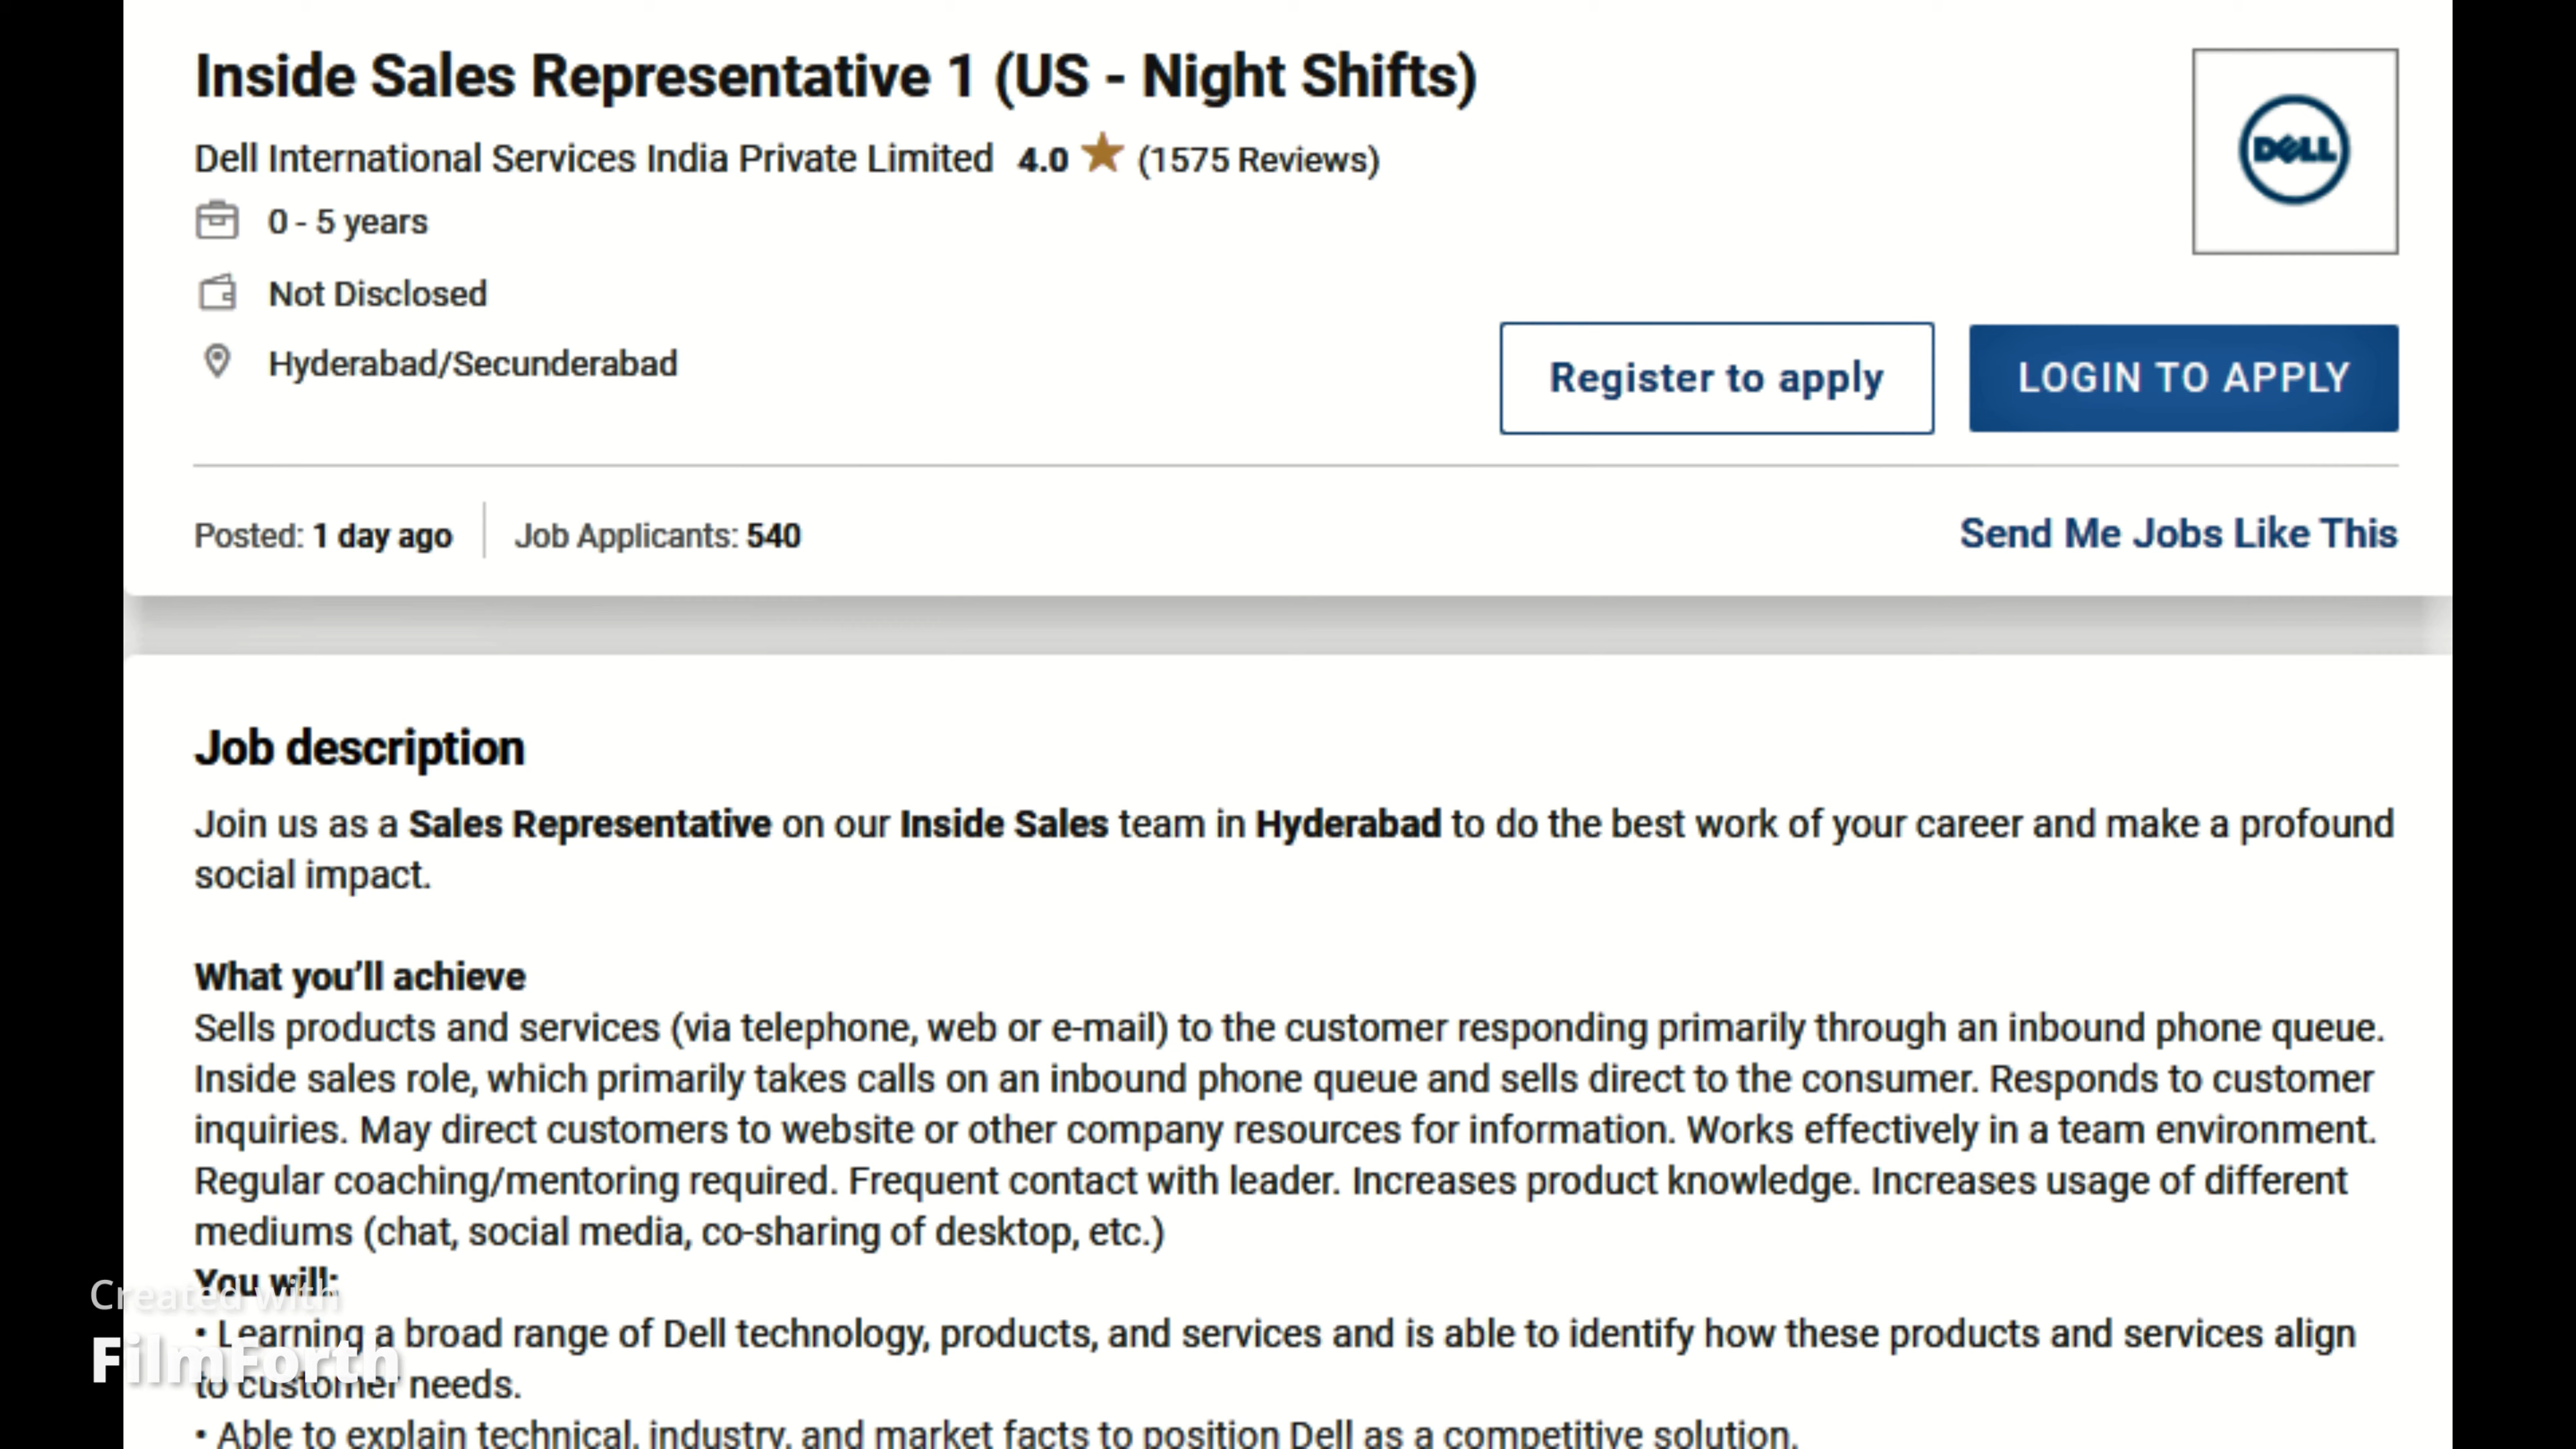 Inside Sales Representative 1 (US - Night Shifts)
Dell International Services India Private Limited 4.0 (1575 Reviews)
DELL
0 - 5 years
Not Disclosed
Hyderabad/Secunderabad
Register to apply
LOGIN TO APPLY
Posted: 1 day ago
Job Applicants: 540
Send Me Jobs Like This
Job description
Join us as a Sales Representative on our Inside Sales team in Hyderabad to do the best work of your career and make a profound
social impact.
What you'll achieve
Sells products and services (via telephone, web or e-mail) to the customer responding primarily through an inbound phone queue.
Inside sales role, which primarily takes calls on an inbound phone queue and sells direct to the consumer. Responds to customer
inquiries. May direct customers to website or other company resources for information. Works effectively in a team environment.
Regular coaching/mentoring required. Frequent contact with leader. Increases product knowledge. Increases usage of different
mediums (chat, social media, co-sharing of desktop, etc.)
You will:
• Learning a broad range of Dell technology, products, and services and is able to identify how these products and services align
to customer needs.
• Able to explain technical, industry, and market facts to position Dell as a competitive solution.
Created with
FilmForth